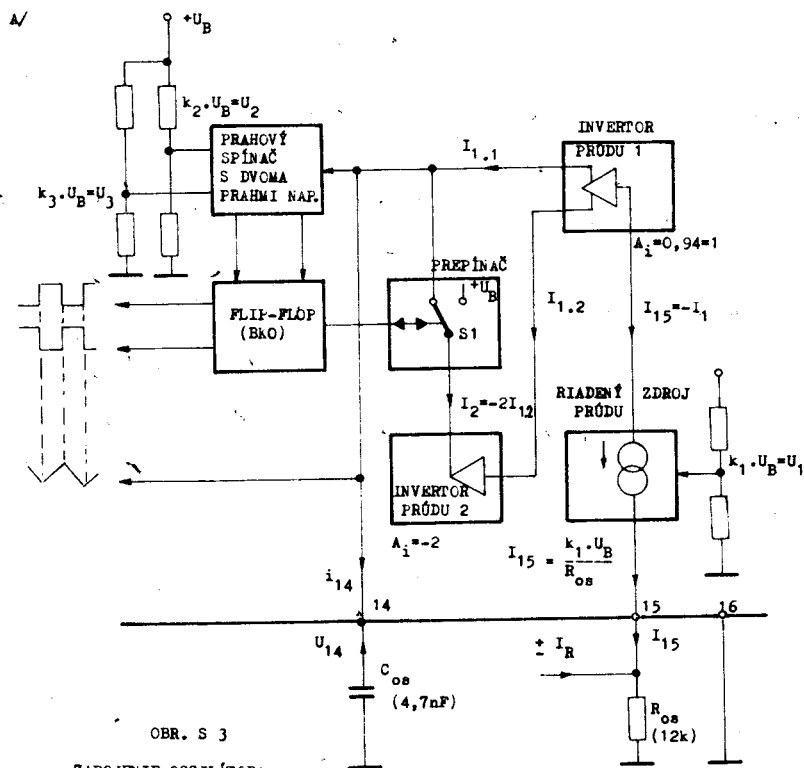 A/
+U_B
k_2.U_B=U_2
PRAHOVÝ
SPÍNAČ
S DVOMA
PRAHMI NAP.
k_3.U_B=U_3
I_1.1
INVERTOR
PRÚDU 1
A_i=0,94≐1
FLIP-FLOP
(BKO)
PREPÍNAČ
+U_B
S1
I_1.2
I_15=-I_1
I_2=-2I_1.2
RIADENÝ ZDROJ
PRÚDU
k_1.U_B=U_1
INVERTOR
PRÚDU 2
A_i=-2
I_15 = k_1.U_B
R_os
i_14
14
15
16
U_14
C_os
(4,7nF)
± I_R
I_15
R_os
(12k)
OBR. S 3